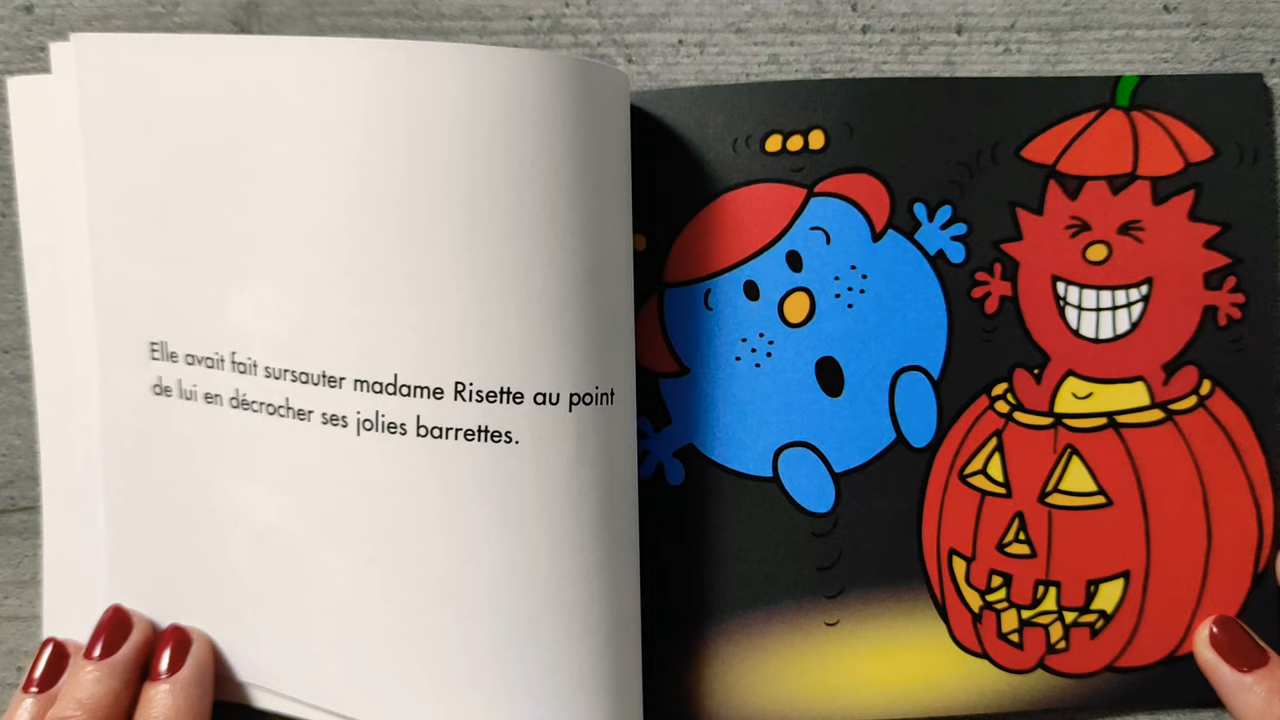 Elle avait fait sursauter madame Risette au point
de lui en décrocher ses jolies barrettes.